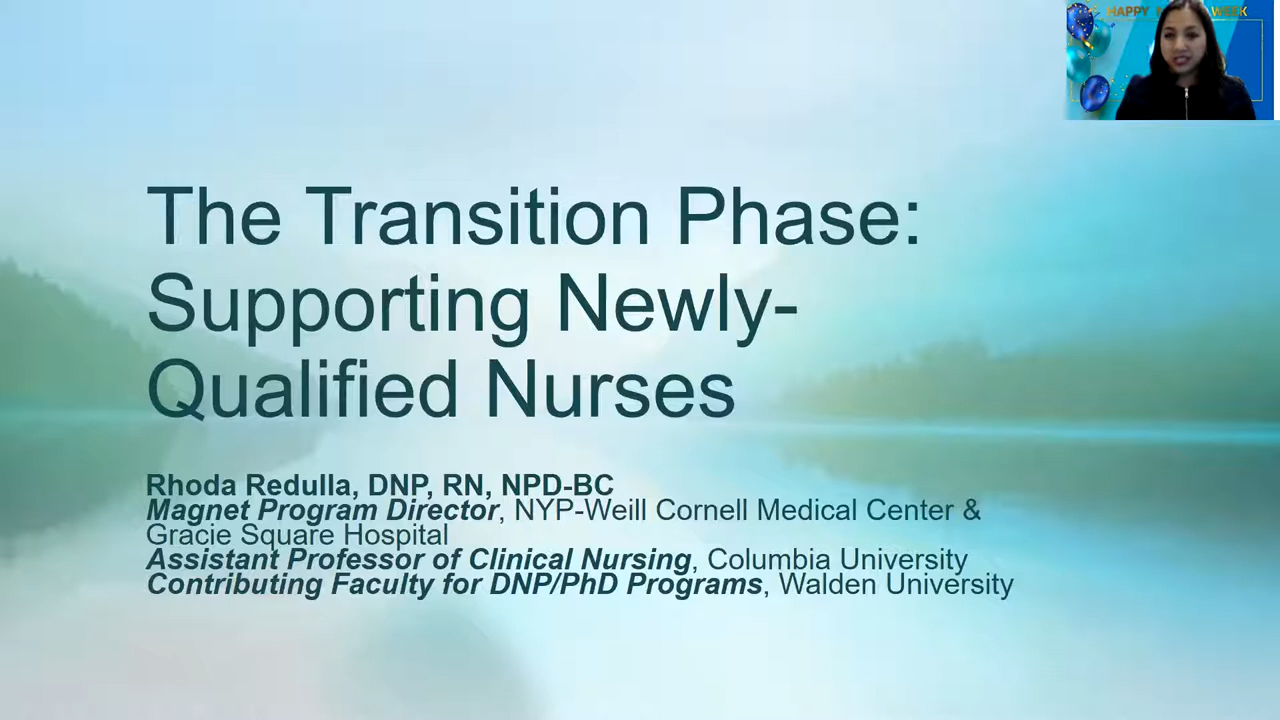 HAPPY WEEK
The Transition Phase:
Supporting Newly-
Qualified Nurses
Rhoda Redulla, DNP, RN, NPD-BC
Magnet Program Director, NYP-Weill Cornell Medical Center &
Gracie Square Hospital
Assistant Professor of Clinical Nursing, Columbia University
Contributing Faculty for DNP/PhD Programs, Walden University